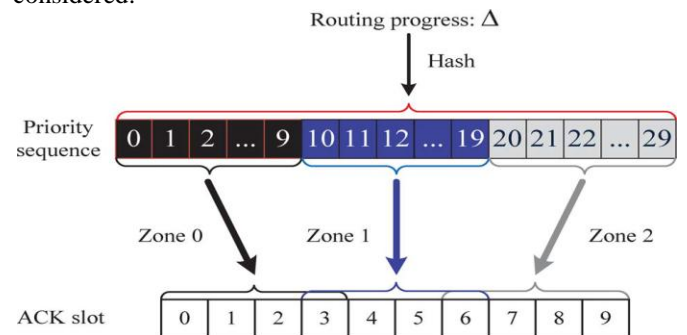 considered.
Routing progress: Δ
Hash
Priority sequence
0 1 2 ... 9 10 11 12 ... 19 20 21 22 ... 29
Zone 0 Zone 1 Zone 2
ACK slot 0 1 2 3 4 5 6 7 8 9